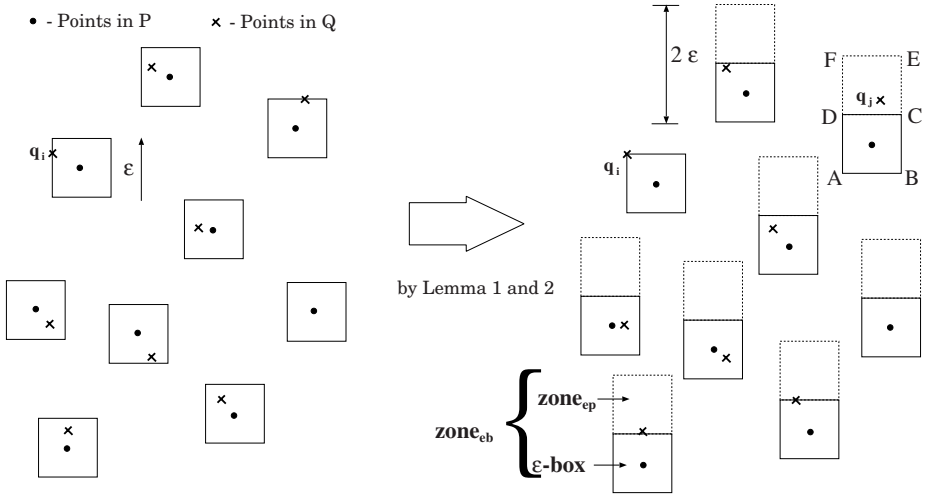 - Points in P
- Points in Q
2 ε
F E
q_j
D C
A B
q_i
ε
q_i
by Lemma 1 and 2
zone_ep
zone_eb
ε-box